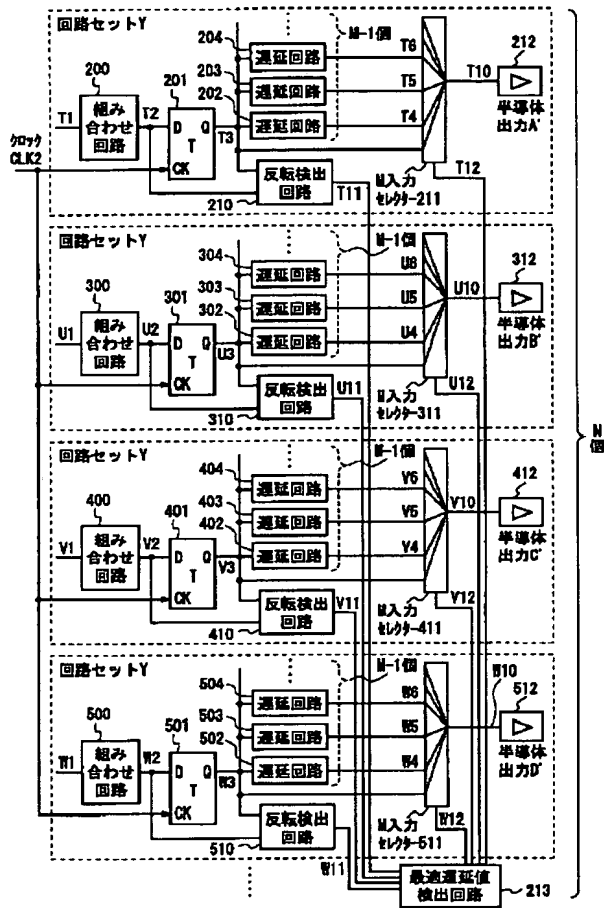 回路セットY
M-1個
204
遅延回路
T6
212
200
203
遅延回路
T5
T10
T1
組み
合わせ
回路
T2
201
202
遅延回路
T4
半導体
出力A'
D Q
T3
T
CK
クロック
CLK2
反転検出
回路
T12
210
T11
M入力
セレクター211
回路セットY
M-1個
304
遅延回路
U6
312
300
303
遅延回路
U5
U10
U1
組み
合わせ
回路
U2
301
302
遅延回路
U4
半導体
出力B'
D Q
U3
T
CK
反転検出
回路
U12
310
U11
M入力
セレクター311
N
個
回路セットY
M-1個
404
遅延回路
V6
412
400
403
遅延回路
V5
V10
V1
組み
合わせ
回路
V2
401
402
遅延回路
V4
半導体
出力C'
D Q
V3
T
CK
反転検出
回路
V12
410
V11
M入力
セレクター411
回路セットY
M-1個
W10
504
遅延回路
W6
512
500
503
遅延回路
W5
W1
組み
合わせ
回路
W2
501
502
遅延回路
W4
半導体
出力D'
D Q
W3
T
CK
反転検出
回路
W12
510
W11
M入力
セレクター511
最適遅延値
検出回路
213